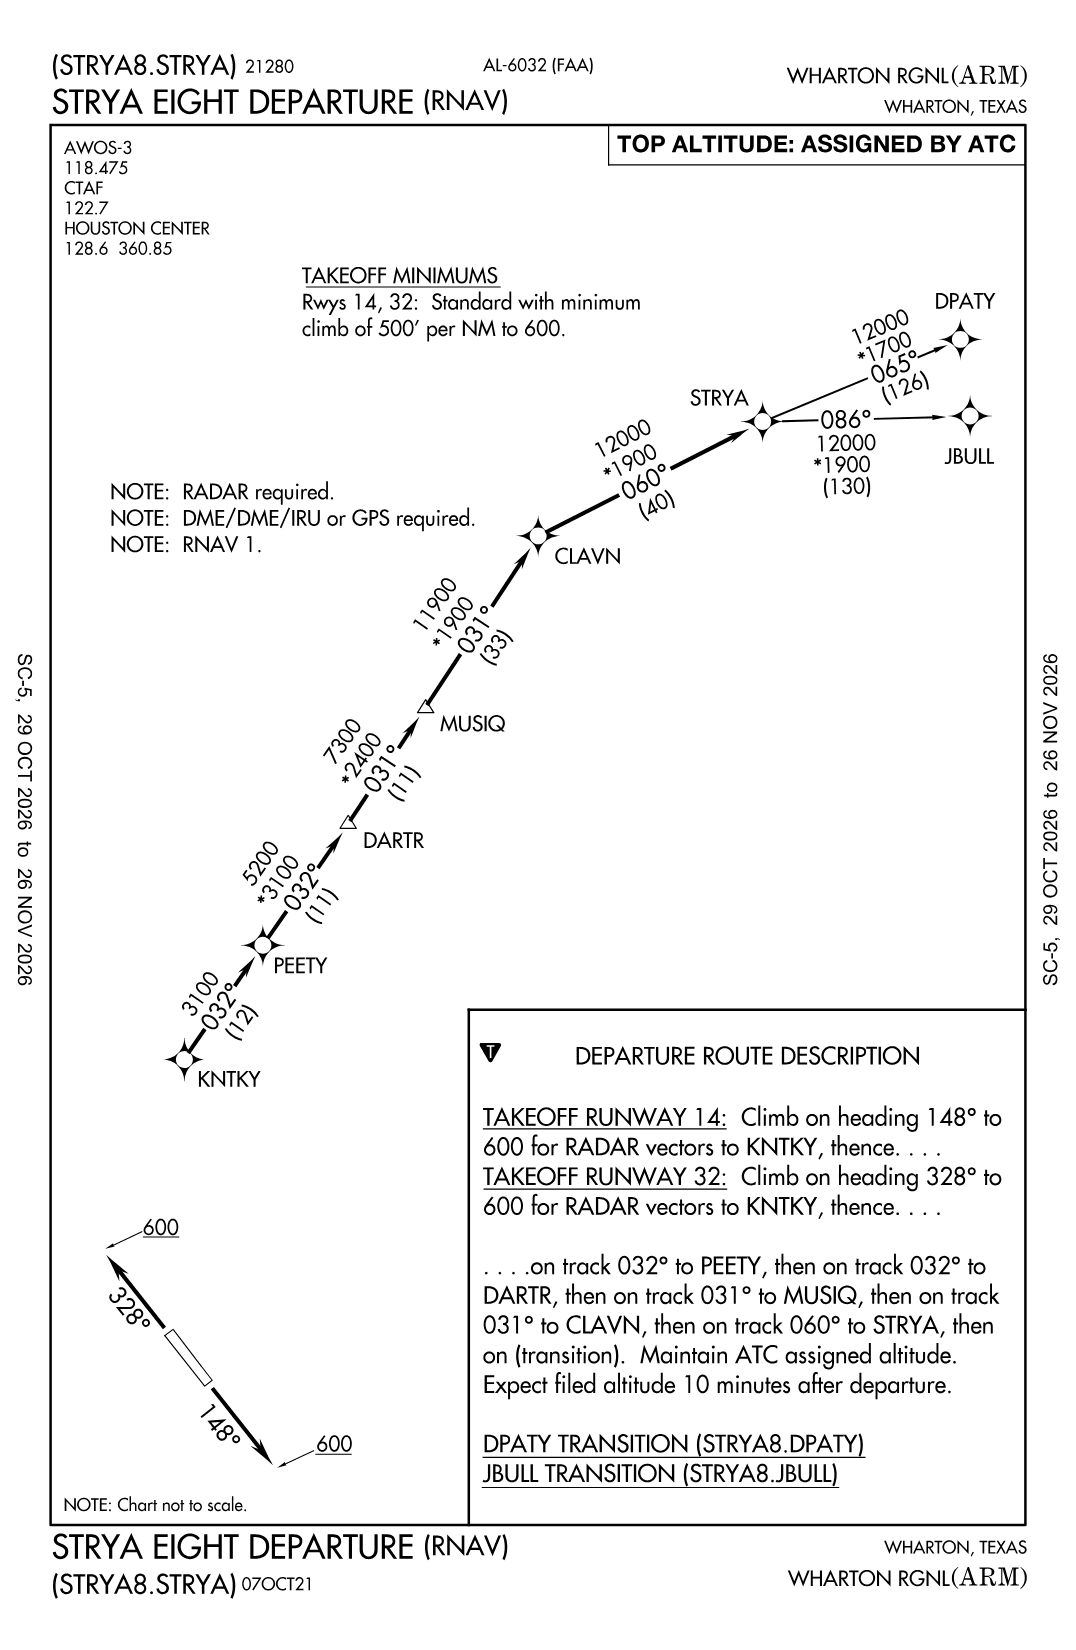 (STRYA8.STRYA) 21280
AL-6032 (FAA)
WHARTON RGNL(ARM)
STRYA EIGHT DEPARTURE (RNAV)
WHARTON, TEXAS
TOP ALTITUDE: ASSIGNED BY ATC
AWOS-3
118.475
CTAF
122.7
HOUSTON CENTER
128.6 360.85
TAKEOFF MINIMUMS
Rwys 14, 32: Standard with minimum
climb of 500′ per NM to 600.
DPATY
12000
*1700
065°
(126)
STRYA
086°
12000
*1900
(130)
JBULL
12000
*1900
060°
(40)
NOTE: RADAR required.
NOTE: DME/DME/IRU or GPS required.
NOTE: RNAV 1.
CLAVN
11900
*1900
031°
(33)
MUSIQ
7300
*2400
031°
(11)
DARTR
5200
*3100
032°
(11)
PEETY
3100
032°
(12)
KNTKY
SC-5, 29 OCT 2026 to 26 NOV 2026
SC-5, 29 OCT 2026 to 26 NOV 2026
T
DEPARTURE ROUTE DESCRIPTION
TAKEOFF RUNWAY 14: Climb on heading 148° to
600 for RADAR vectors to KNTKY, thence. . . .
TAKEOFF RUNWAY 32: Climb on heading 328° to
600 for RADAR vectors to KNTKY, thence. . . .
. . . .on track 032° to PEETY, then on track 032° to
DARTR, then on track 031° to MUSIQ, then on track
031° to CLAVN, then on track 060° to STRYA, then
on (transition). Maintain ATC assigned altitude.
Expect filed altitude 10 minutes after departure.
DPATY TRANSITION (STRYA8.DPATY)
JBULL TRANSITION (STRYA8.JBULL)
600
328°
148°
600
NOTE: Chart not to scale.
STRYA EIGHT DEPARTURE (RNAV)
WHARTON, TEXAS
(STRYA8.STRYA) 07OCT21
WHARTON RGNL(ARM)